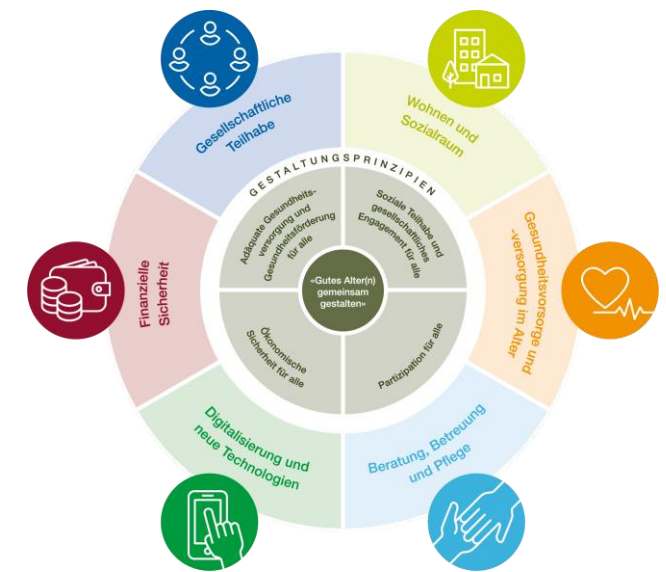 Gesellschaftliche
Teilhabe
Wohnen und
Sozialraum
Gesundheitsvorsorge und
-versorgung im Alter
Beratung, Betreuung
und Pflege
Digitalisierung und
neue Technologien
Finanzielle
Sicherheit
GESTALTUNGSPRINZIPIEN
Adäquate Gesundheits-
versorgung und
Gesundheitsförderung
für alle
Soziale Teilhabe und
gesellschaftliches
Engagement für alle
Partizipation für alle
Ökonomische
Sicherheit für alle
«Gutes Alter(n)
gemeinsam
gestalten»